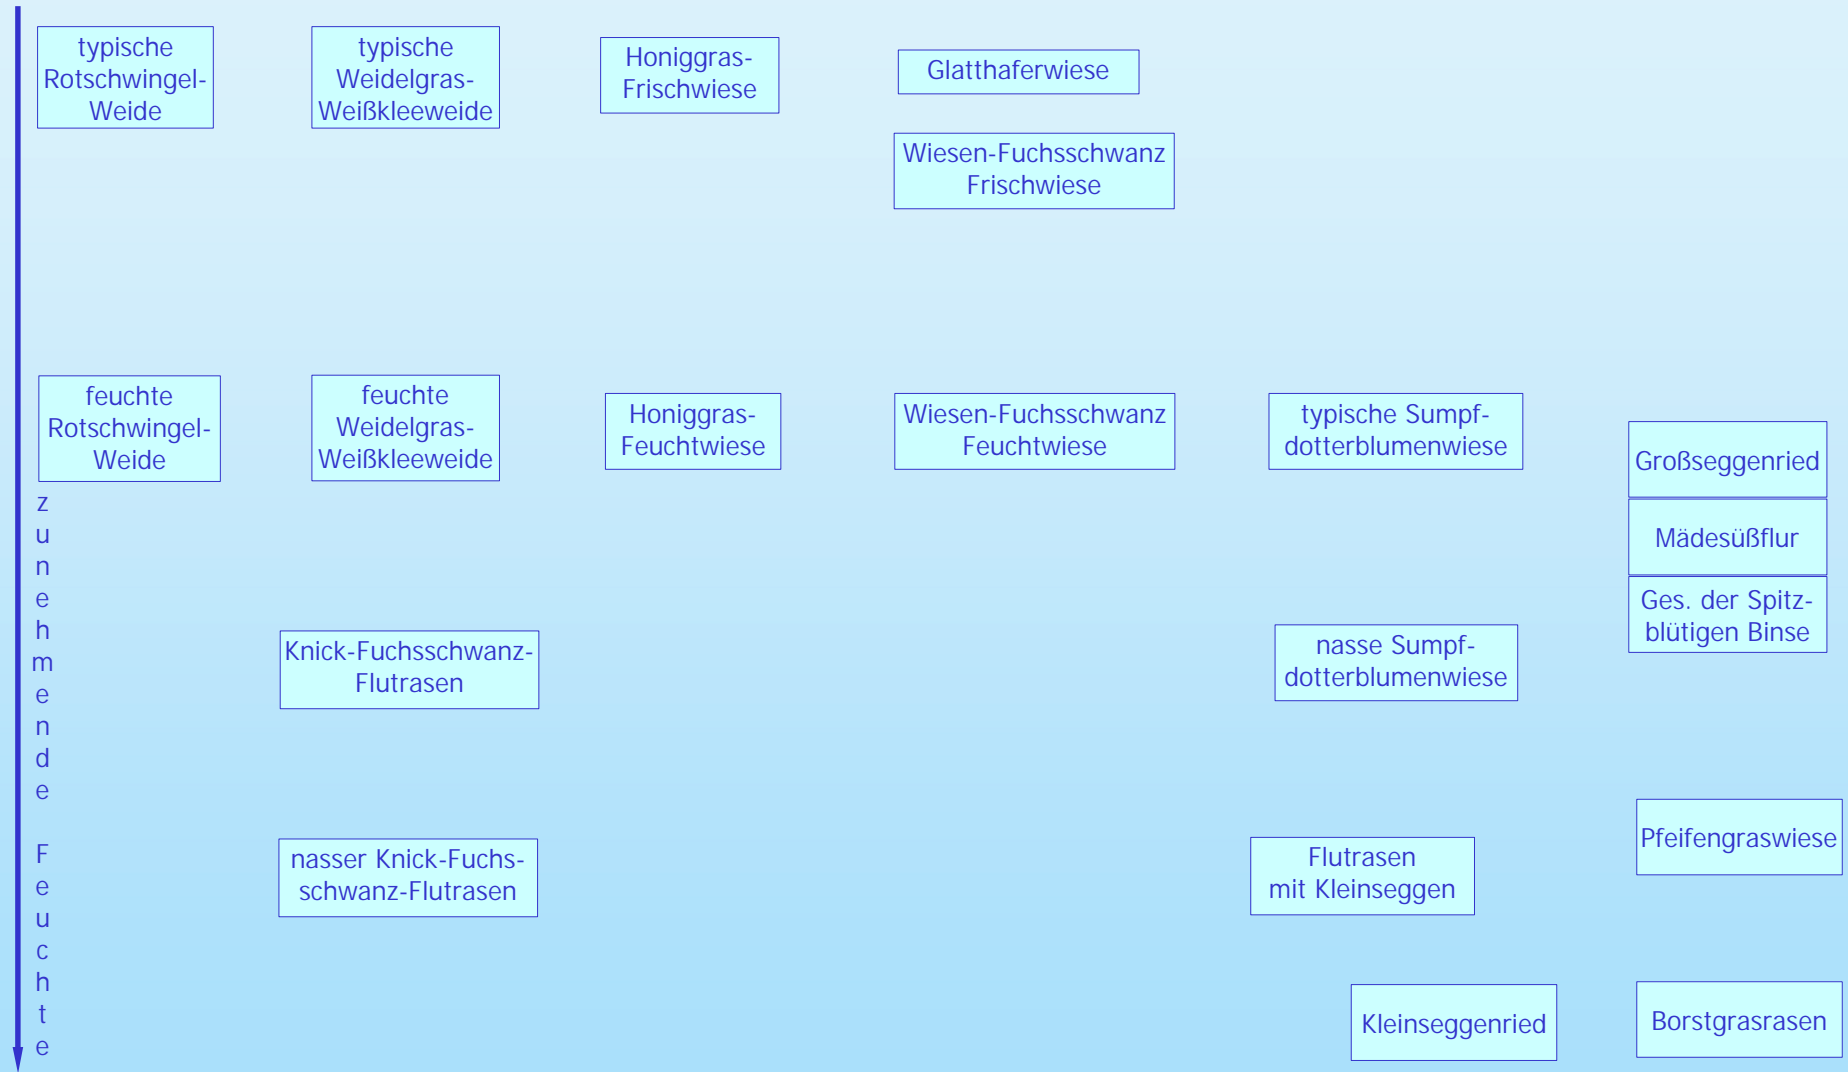 typische
Rotschwingel-
Weide
typische
Weidelgras-
Weißkleeweide
Honiggras-
Frischwiese
Glatthaferwiese
Wiesen-Fuchsschwanz
Frischwiese
feuchte
Rotschwingel-
Weide
feuchte
Weidelgras-
Weißkleeweide
Honiggras-
Feuchtwiese
Wiesen-Fuchsschwanz
Feuchtwiese
typische Sumpf-
dotterblumenwiese
Großseggenried
Mädesüßflur
Ges. der Spitz-
blütigen Binse
Knick-Fuchsschwanz-
Flutrasen
nasse Sumpf-
dotterblumenwiese
nasser Knick-Fuchs-
schwanz-Flutrasen
Flutrasen
mit Kleinseggen
Pfeifengraswiese
Kleinseggenried
Borstgrasrasen
zunehmende Feuchte